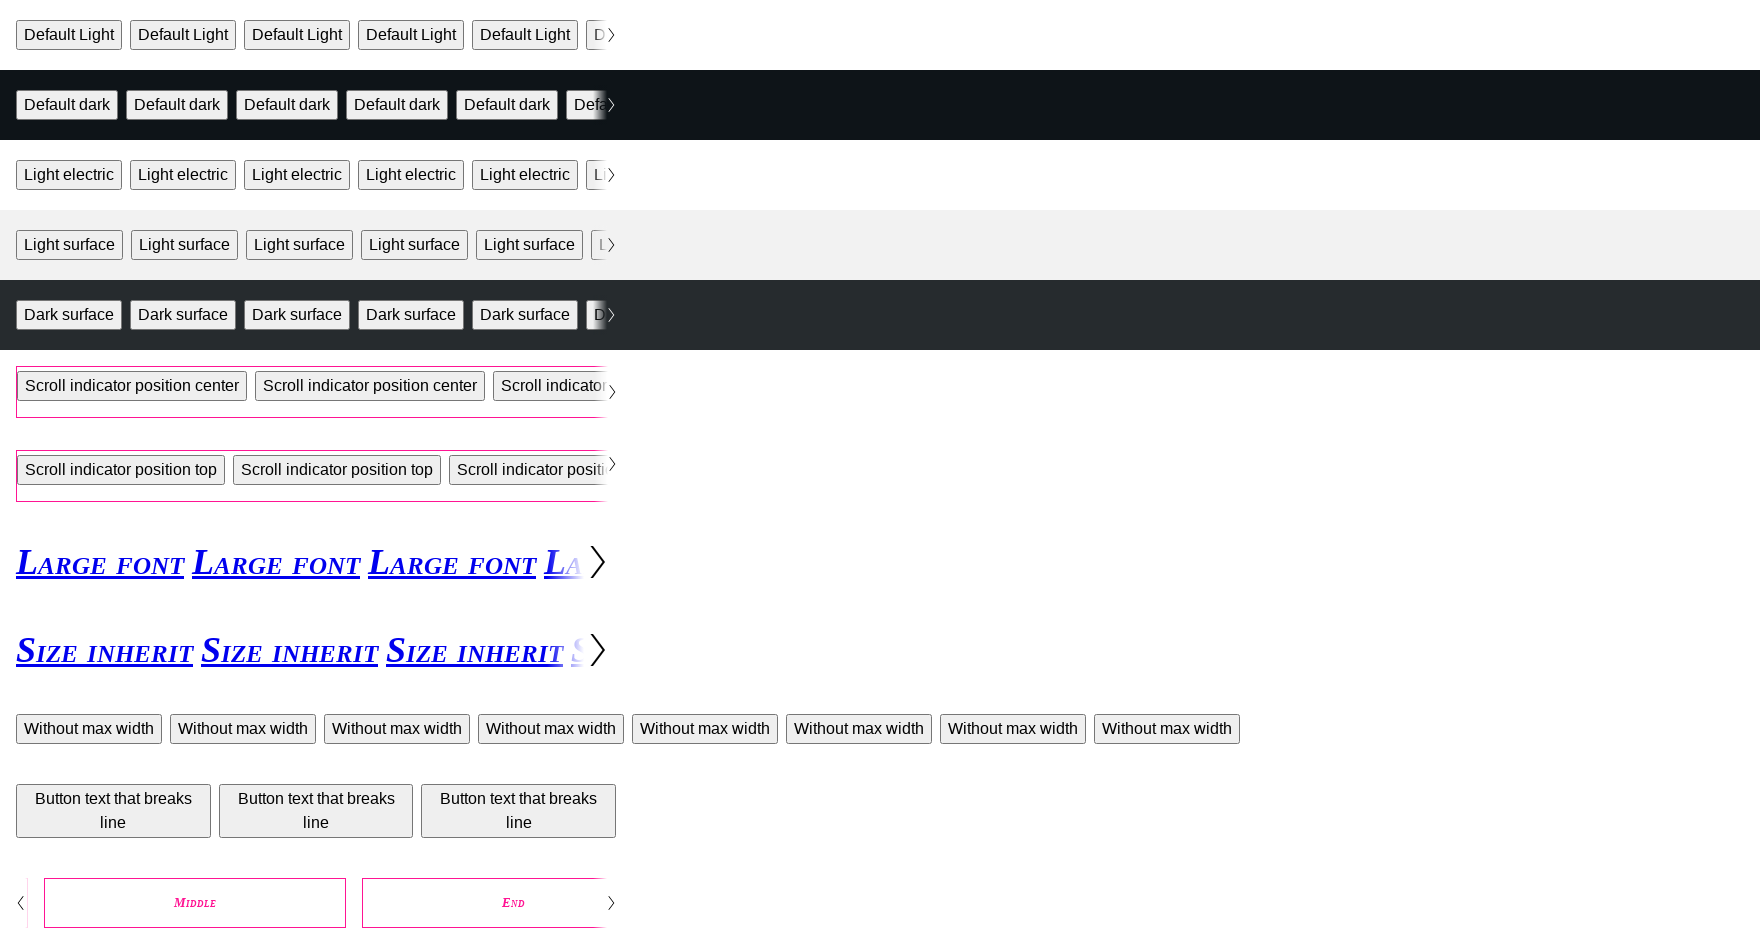 Default Light Default Light Default Light Default Light Default Light D
Default dark Default dark Default dark Default dark Default dark Defa
Light electric Light electric Light electric Light electric Light electric Li
Light surface Light surface Light surface Light surface Light surface L
Dark surface Dark surface Dark surface Dark surface Dark surface D
Scroll indicator position center Scroll indicator position center Scroll indicator
Scroll indicator position top Scroll indicator position top Scroll indicator positi
Large font Large font Large font La
Size inherit Size inherit Size inherit S
Without max width Without max width Without max width Without max width Without max width Without max width Without max width Without max width
Button text that breaks Button text that breaks Button text that breaks
line line line
Middle End